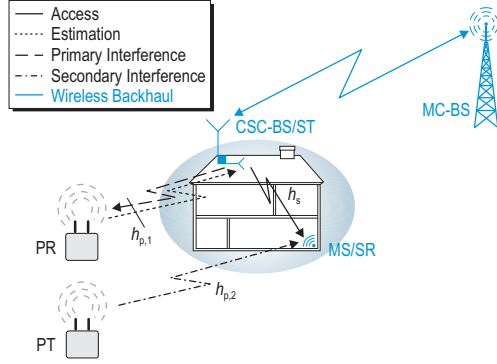 Access
Estimation
Primary Interference
Secondary Interference
Wireless Backhaul
CSC-BS/ST
MC-BS
hs
PR
hp,1
MS/SR
hp,2
PT